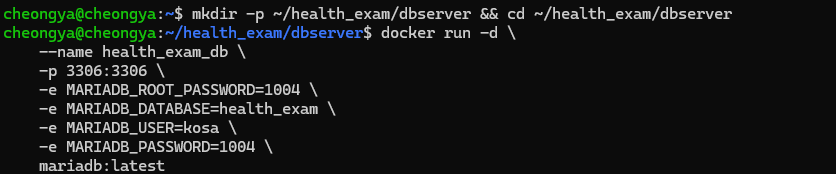 cheongya@cheongya:~$ mkdir -p ~/health_exam/dbserver && cd ~/health_exam/dbserver
cheongya@cheongya:~/health_exam/dbserver$ docker run -d \
    --name health_exam_db \
    -p 3306:3306 \
    -e MARIADB_ROOT_PASSWORD=1004 \
    -e MARIADB_DATABASE=health_exam \
    -e MARIADB_USER=kosa \
    -e MARIADB_PASSWORD=1004 \
    mariadb:latest